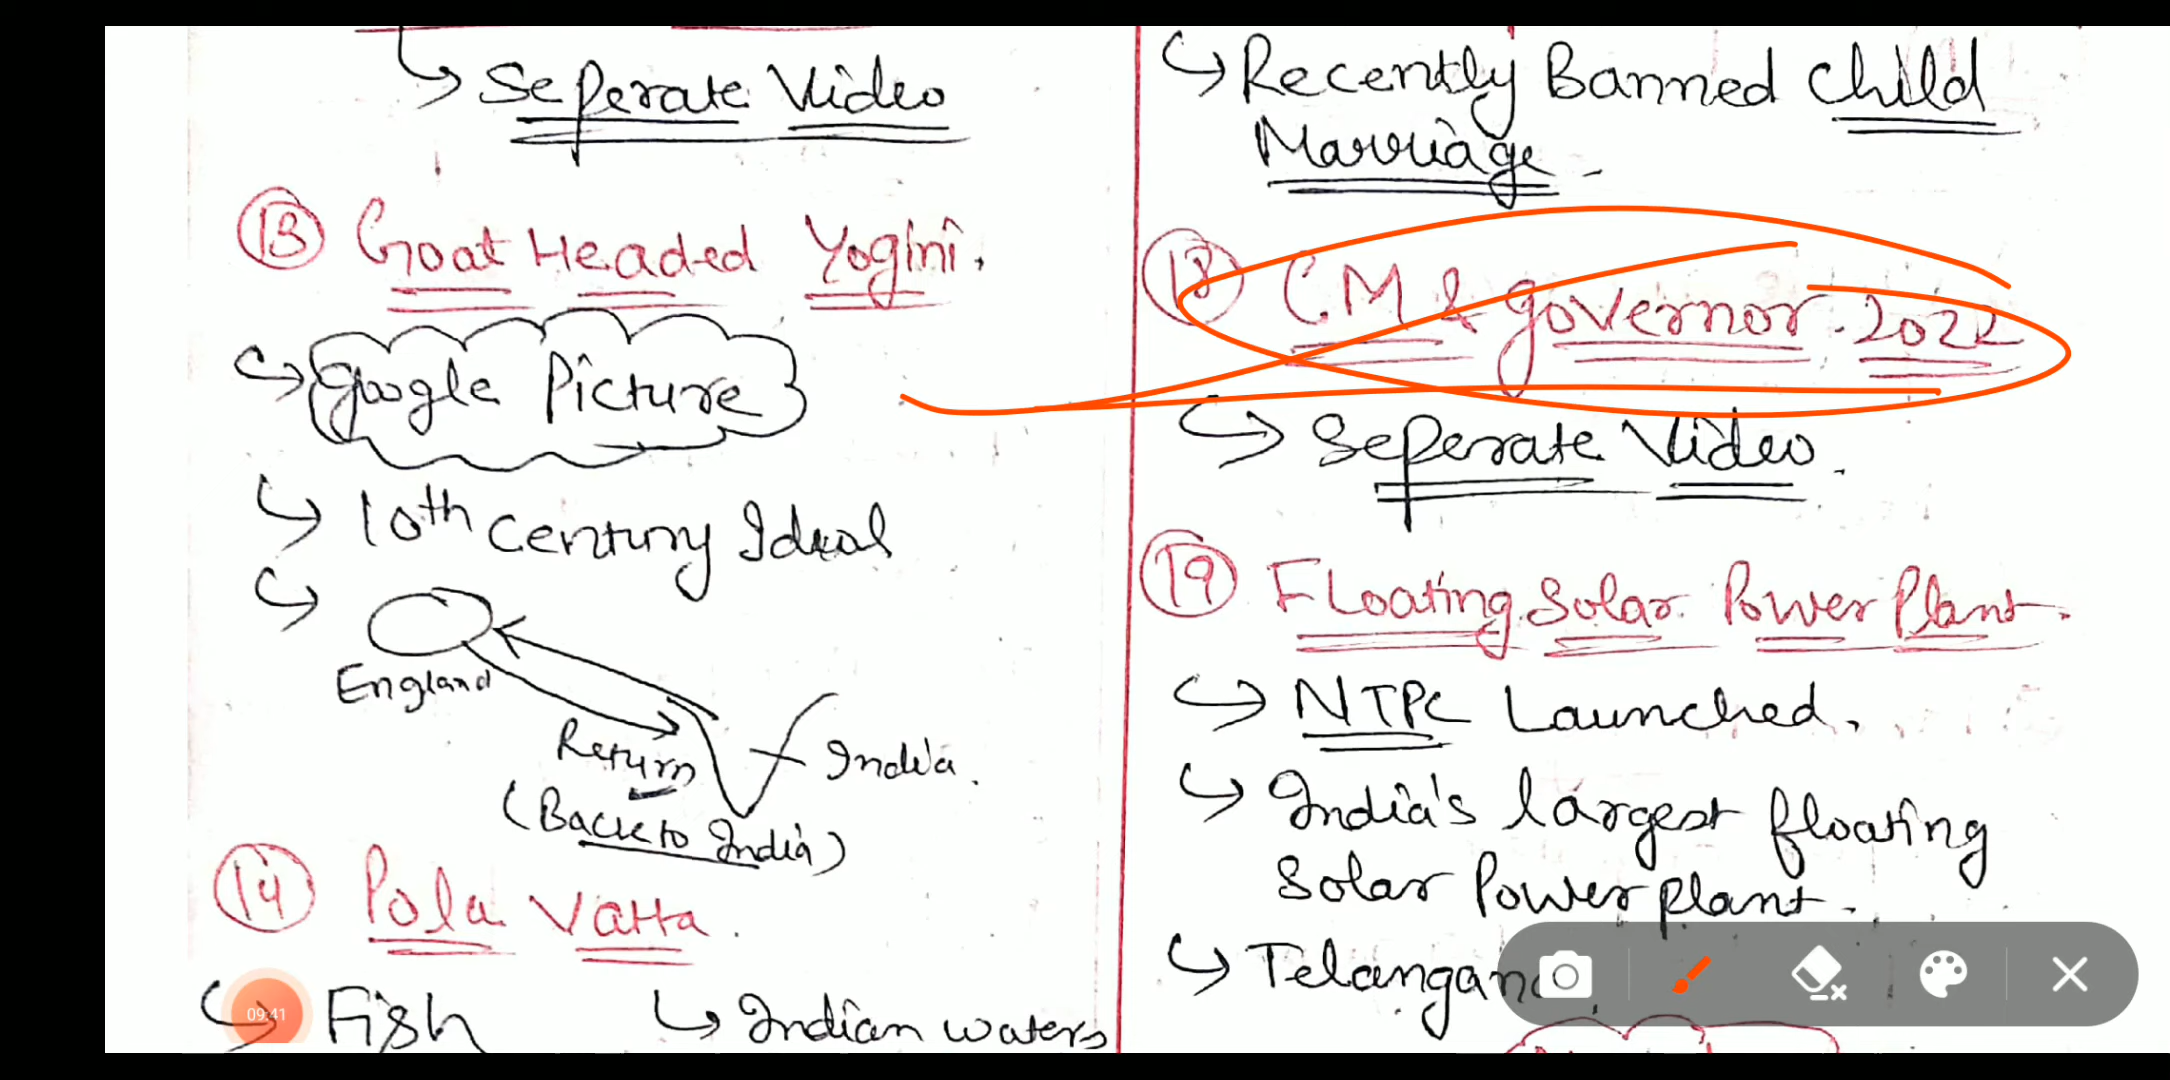 Seperate Video
13 Goat Headed Yogini.
Google Picture
10th Century Idual
England
Return
India.
(Back to India)
14 Pola Vatta.
Fish
Indian waters
09:41
Recently Banned Child
Marriage.
18 CM & Governor. 2022
Seperate Video.
19 Floating Solar Power Plant.
NTPC Launched.
India's largest floating
Solar Power plant.
Telangana